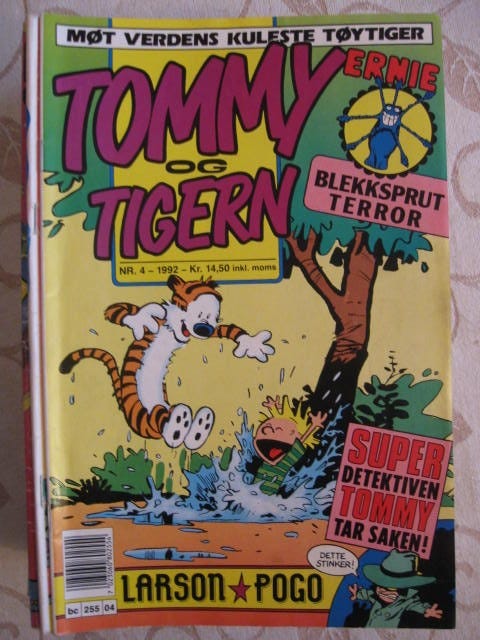 MØT VERDENS KULESTE TØYTIGER
TOMMY
OG
TIGERN
ERNIE
BLEKKSPRUT
TERROR
NR. 4 - 1992 - Kr. 14,50 inkl. moms
SUPER
DETEKTIVEN
TOMMY
TAR SAKEN!
DETTE
STINKER!
LARSON★POGO
bc 255 04